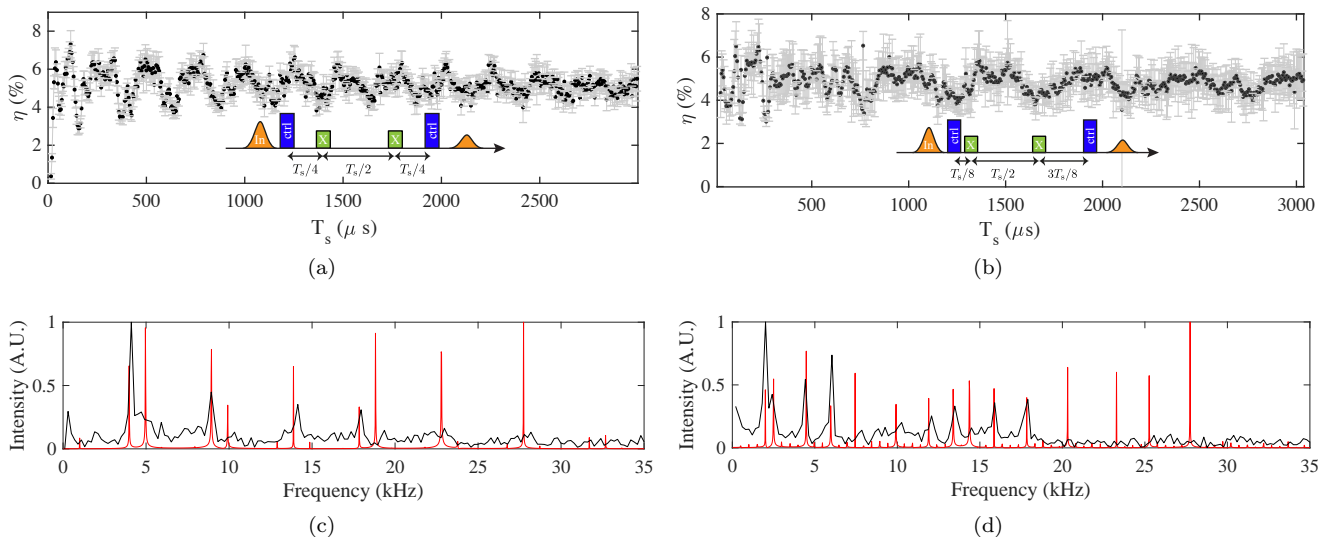 8
6
4
2
0
η (%)
0
500
1000
1500
2000
2500
T_s (μ s)
In
ctrl
X
X
ctrl
T_s/4
T_s/2
T_s/4
(a)
8
6
4
2
0
η (%)
500
1000
1500
2000
2500
3000
T_s (μs)
In
ctrl
X
X
ctrl
T_s/8
T_s/2
3T_s/8
(b)
1
0.5
0
Intensity (A.U.)
0
5
10
15
20
25
30
35
Frequency (kHz)
(c)
1
0.5
0
Intensity (A.U.)
0
5
10
15
20
25
30
35
Frequency (kHz)
(d)